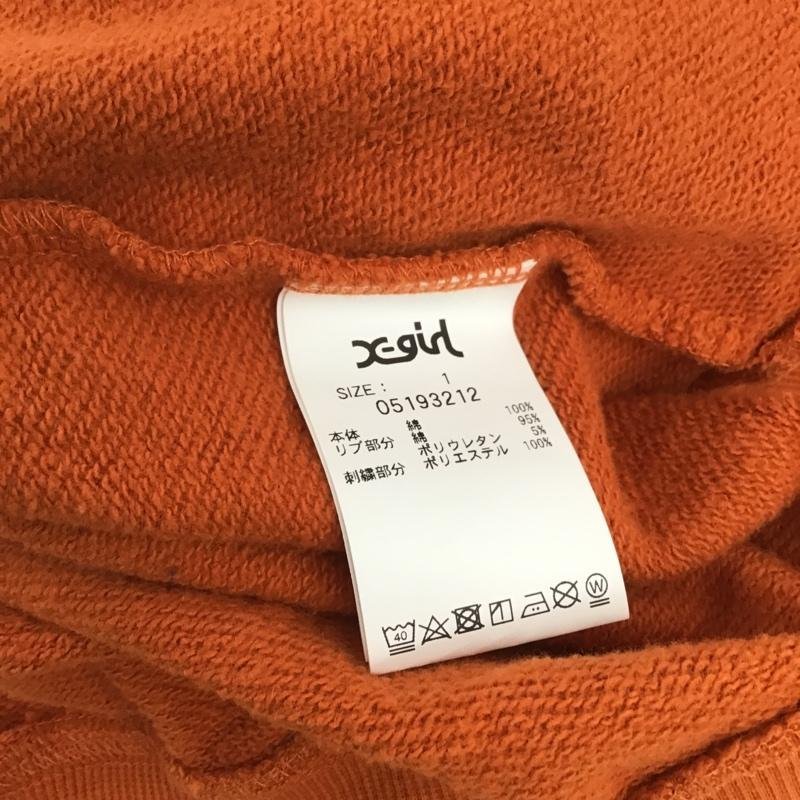 X-girl
SIZE: 1
05193212
本体 綿 100%
リブ部分 綿 95%
ポリウレタン 5%
刺繍部分 ポリエステル 100%
40 W